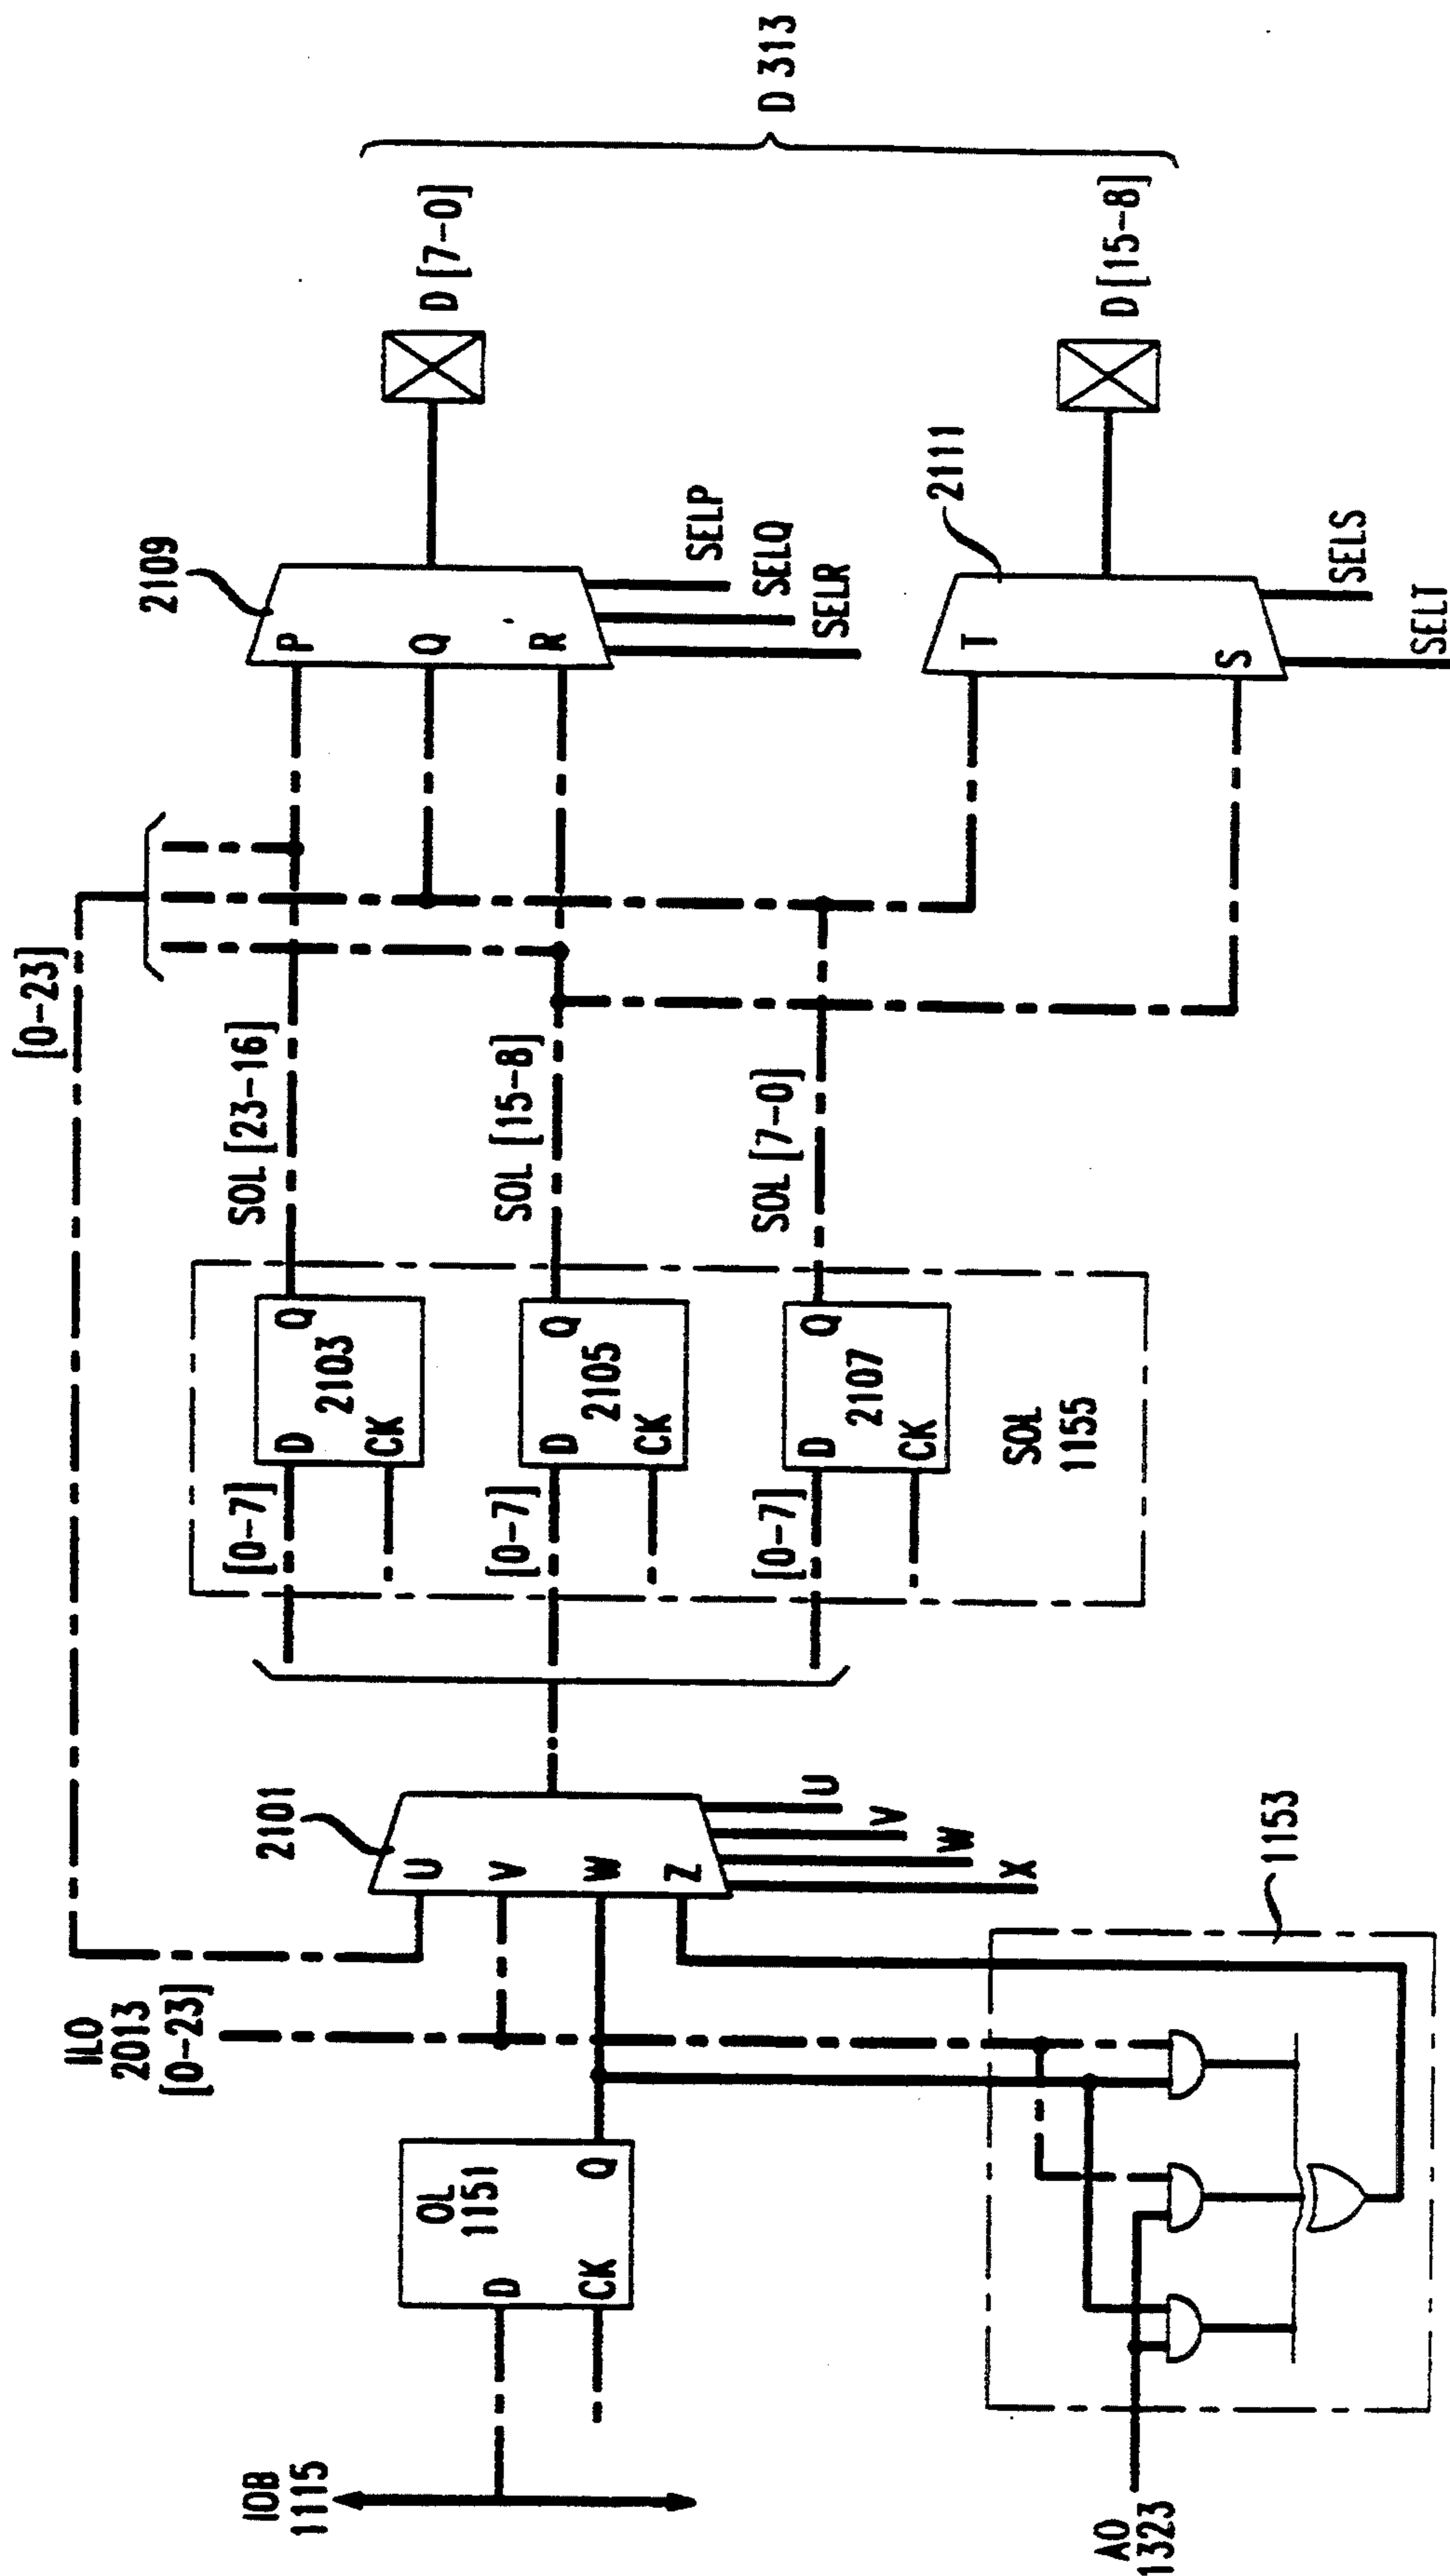 IOB
1115
OL
1151
D
Q
CK
ILO
2013
[0-23]
AO
1323
1153
2101
U
V
W
Z
U
V
W
X
[0-23]
[0-7]
D
Q
2103
CK
[0-7]
D
Q
2105
CK
[0-7]
D
Q
2107
CK
SOL
1155
SOL [23-16]
SOL [15-8]
SOL [7-0]
2109
P
Q
R
SELP
SELQ
SELR
2111
T
S
SELS
SELT
D [7-0]
D [15-8]
D 313